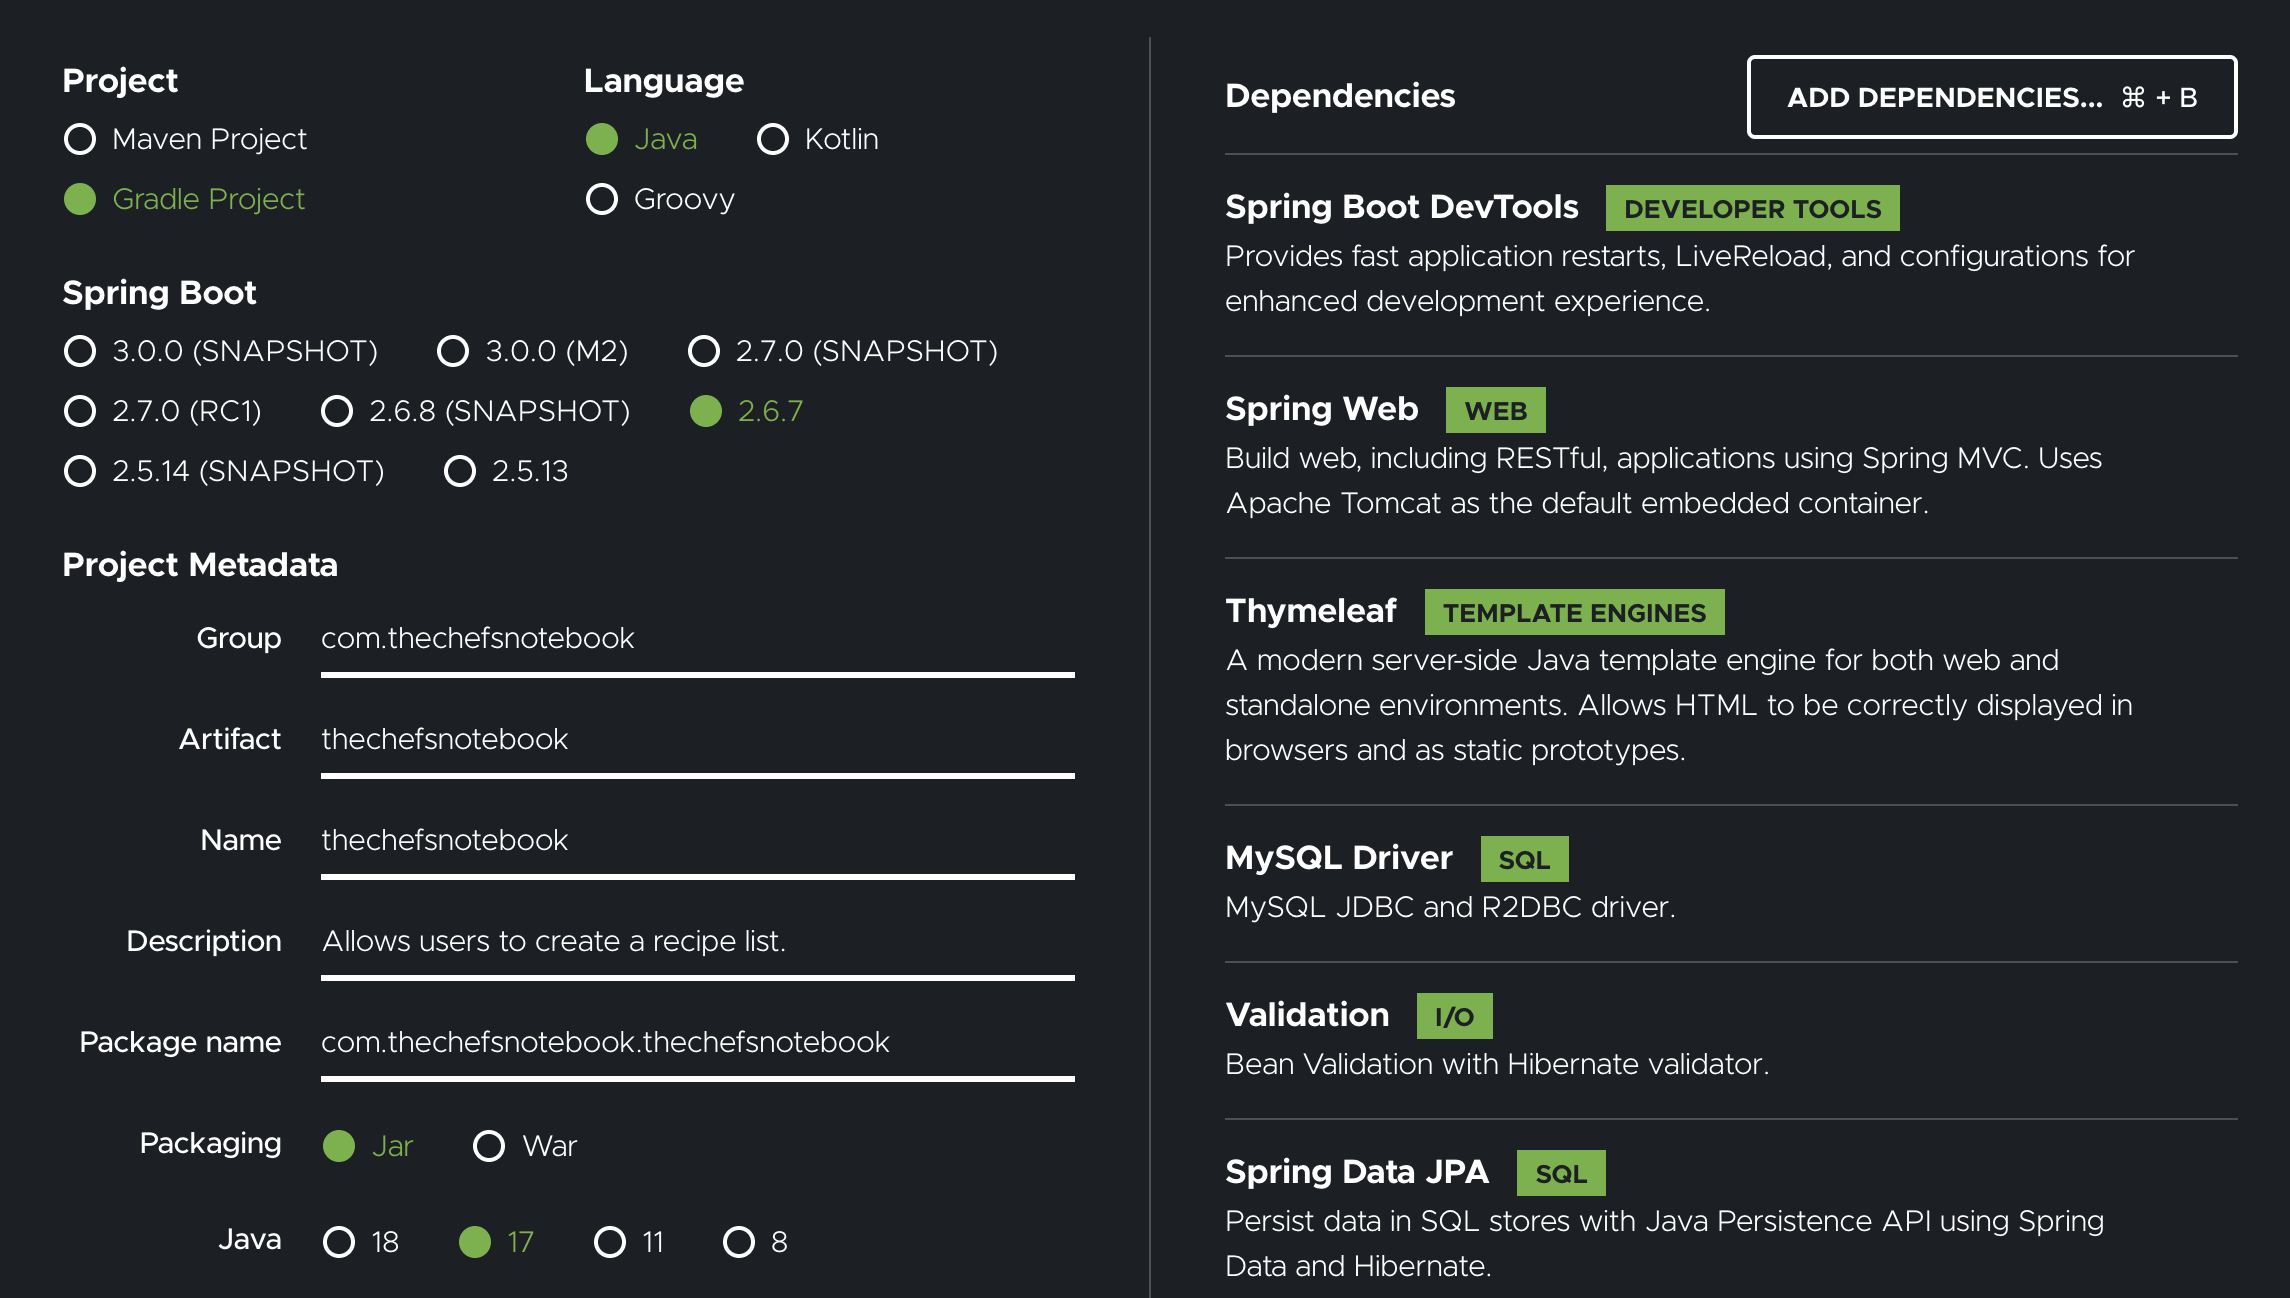 Project
Maven Project
Gradle Project
Language
Java Kotlin
Groovy
Spring Boot
3.0.0 (SNAPSHOT) 3.0.0 (M2) 2.7.0 (SNAPSHOT)
2.7.0 (RC1) 2.6.8 (SNAPSHOT) 2.6.7
2.5.14 (SNAPSHOT) 2.5.13
Project Metadata
Group com.thechefsnotebook
Artifact thechefsnotebook
Name thechefsnotebook
Description Allows users to create a recipe list.
Package name com.thechefsnotebook.thechefsnotebook
Packaging Jar War
Java 18 17 11 8
Dependencies ADD DEPENDENCIES... ⌘ + B
Spring Boot DevTools DEVELOPER TOOLS
Provides fast application restarts, LiveReload, and configurations for
enhanced development experience.
Spring Web WEB
Build web, including RESTful, applications using Spring MVC. Uses
Apache Tomcat as the default embedded container.
Thymeleaf TEMPLATE ENGINES
A modern server-side Java template engine for both web and
standalone environments. Allows HTML to be correctly displayed in
browsers and as static prototypes.
MySQL Driver SQL
MySQL JDBC and R2DBC driver.
Validation I/O
Bean Validation with Hibernate validator.
Spring Data JPA SQL
Persist data in SQL stores with Java Persistence API using Spring
Data and Hibernate.